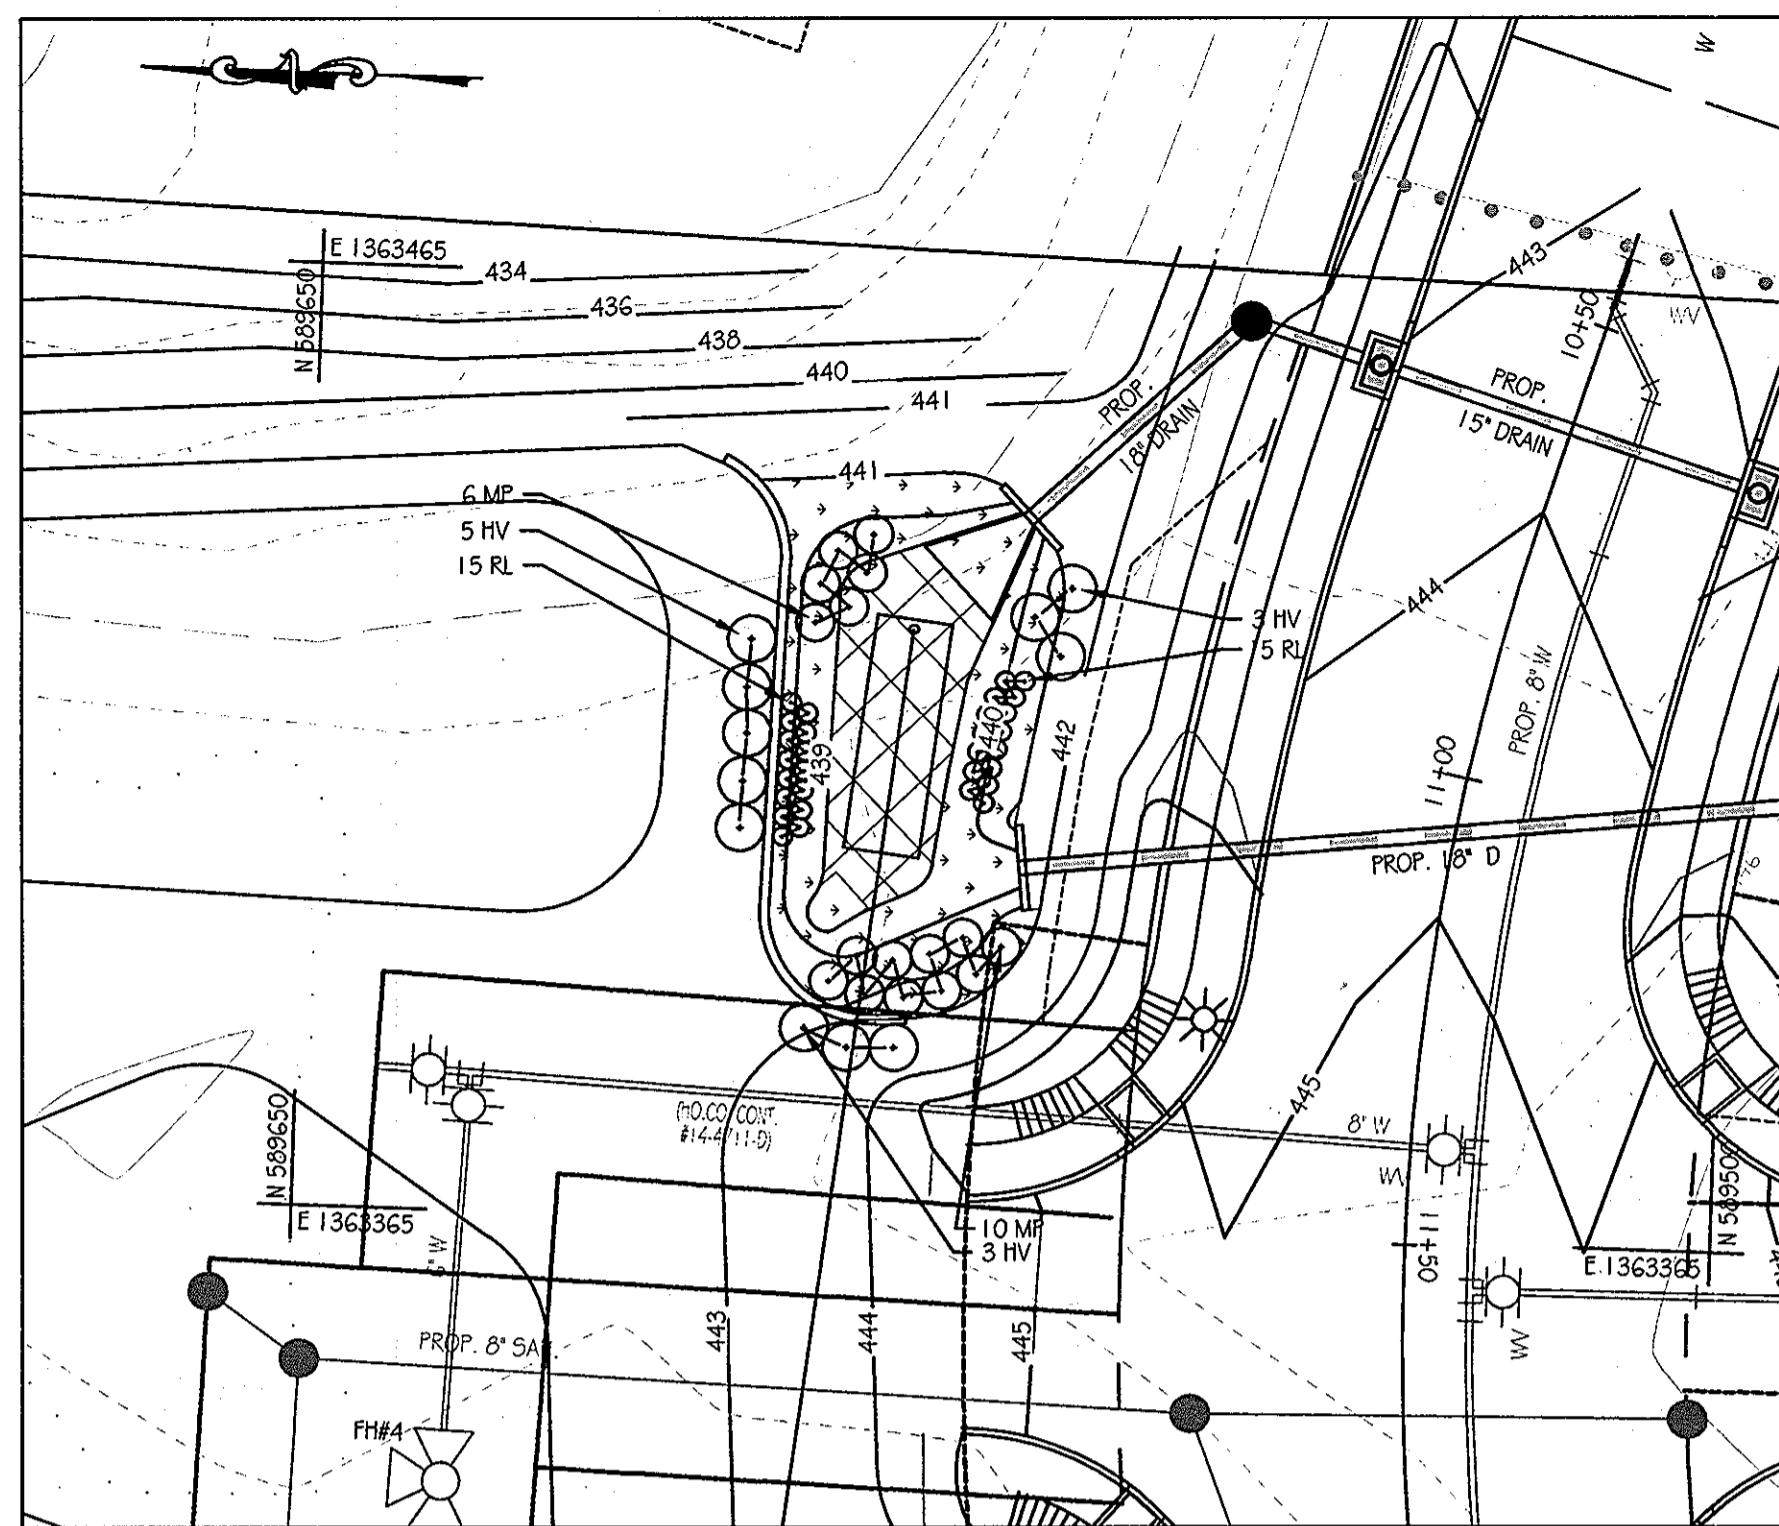 W
E 1363465
N 589650
434
436
438
440
441
443
10+50
WV
PROP.
18" DRAIN
PROP.
15" DRAIN
441
6 MP
5 HV
15 RL
3 HV
15 RL
444
PROP. 8" W
439
440
442
11+00
PROP. 18" D
445
(HO.CO. CONT.
#14-4711-D)
8" W
N 589650
E 1363365
8" W
10 MP
3 HV
11+50
N 589509
E 1363365
443
444
445
PROP. 8" SA
FH#4